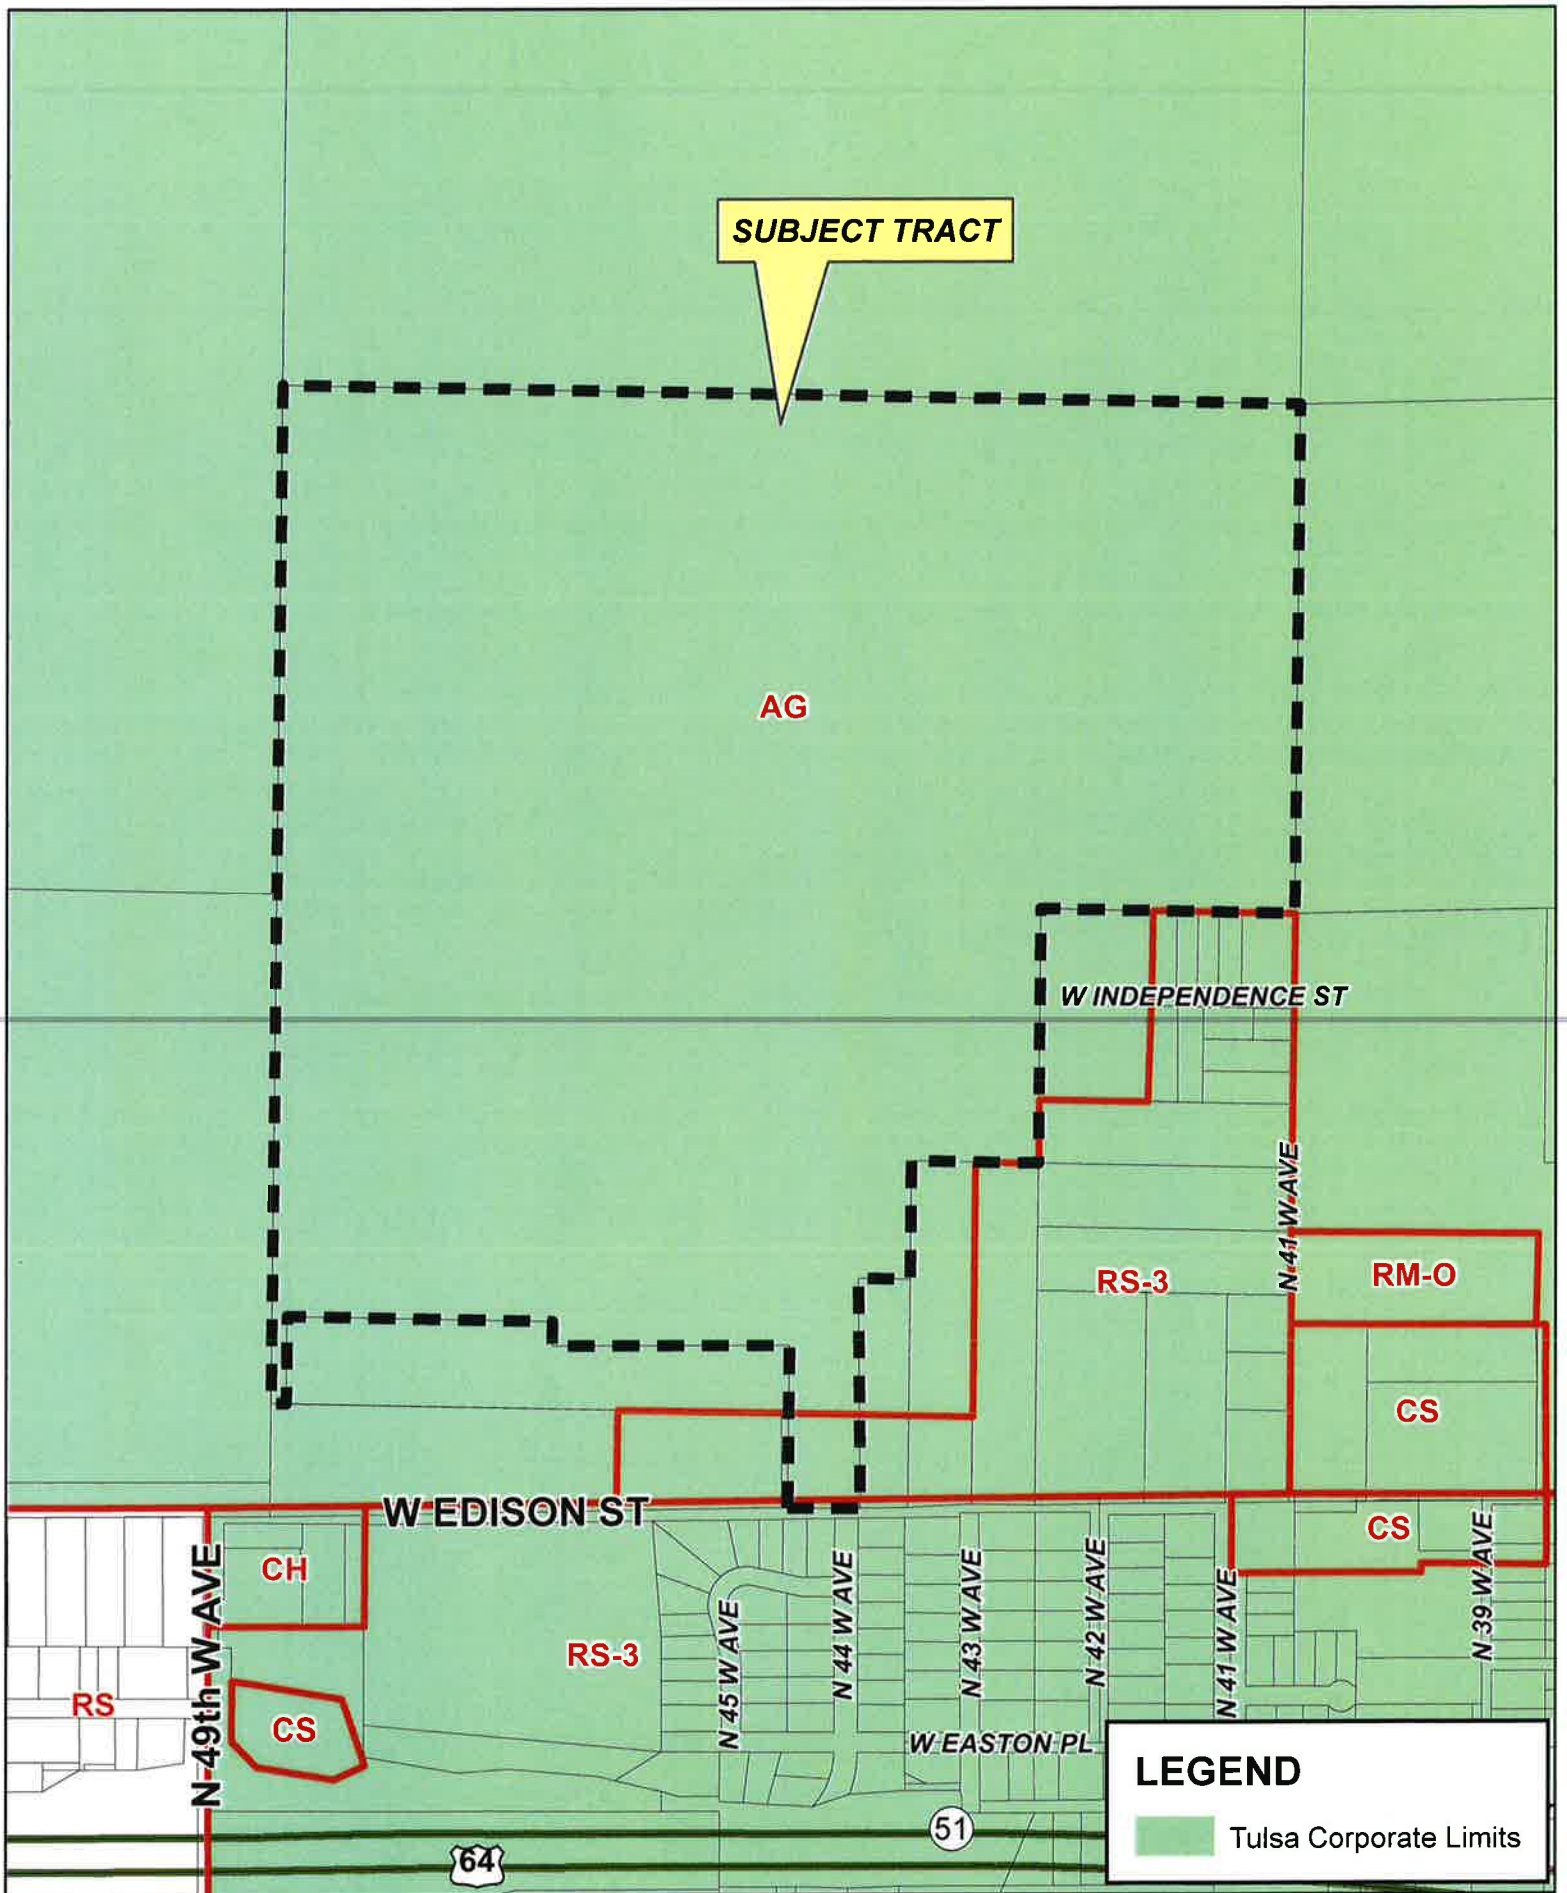 SUBJECT TRACT
AG
W INDEPENDENCE ST
N 41 W AVE
RS-3
RM-O
CS
W EDISON ST
CS
CH
N 49th W AVE
RS-3
N 45 W AVE
N 44 W AVE
N 43 W AVE
N 42 W AVE
N 41 W AVE
N 39 W AVE
RS
CS
W EASTON PL
LEGEND
Tulsa Corporate Limits
51
64